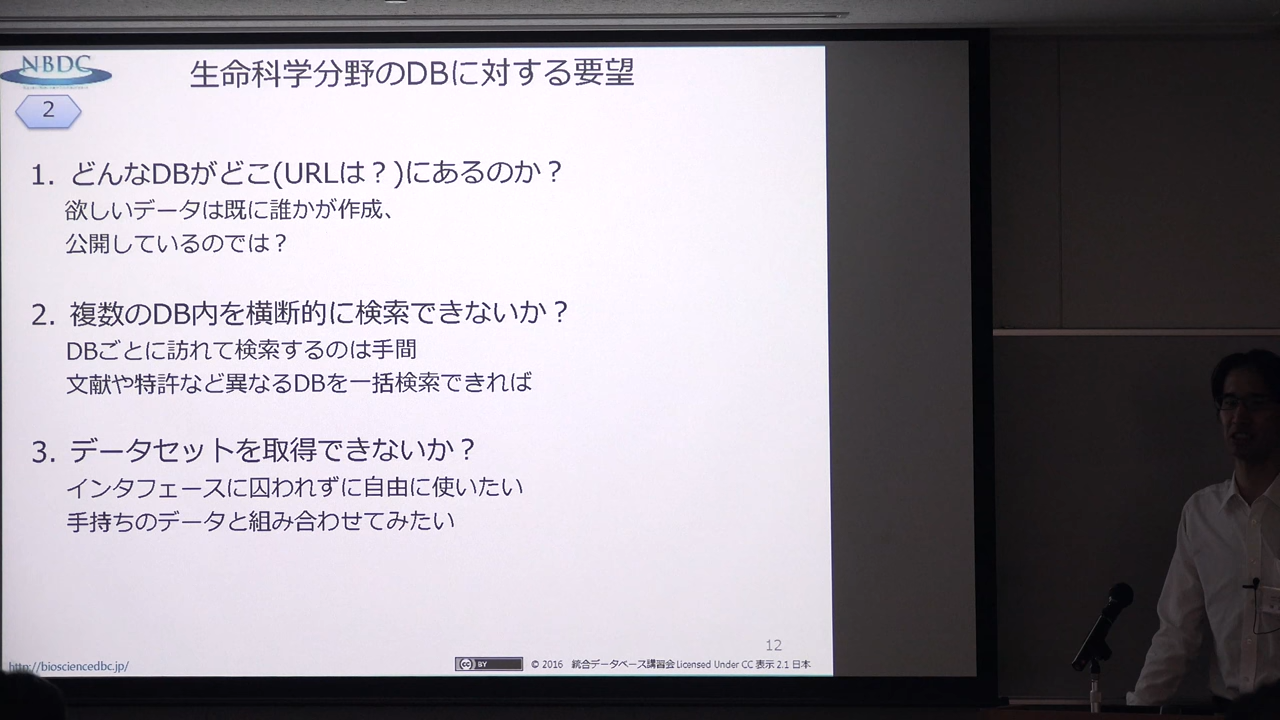 NBDC
生命科学分野のDBに対する要望
2
1. どんなDBがどこ(URLは？)にあるのか？
欲しいデータは既に誰かが作成、
公開しているのでは？
2. 複数のDB内を横断的に検索できないか？
DBごとに訪れて検索するのは手間
文献や特許など異なるDBを一括検索できれば
3. データセットを取得できないか？
インタフェースに囚われずに自由に使いたい
手持ちのデータと組み合わせてみたい
12
http://biosciencedbc.jp/
cc BY © 2016 統合データベース講習会 Licensed Under CC 表示 2.1 日本